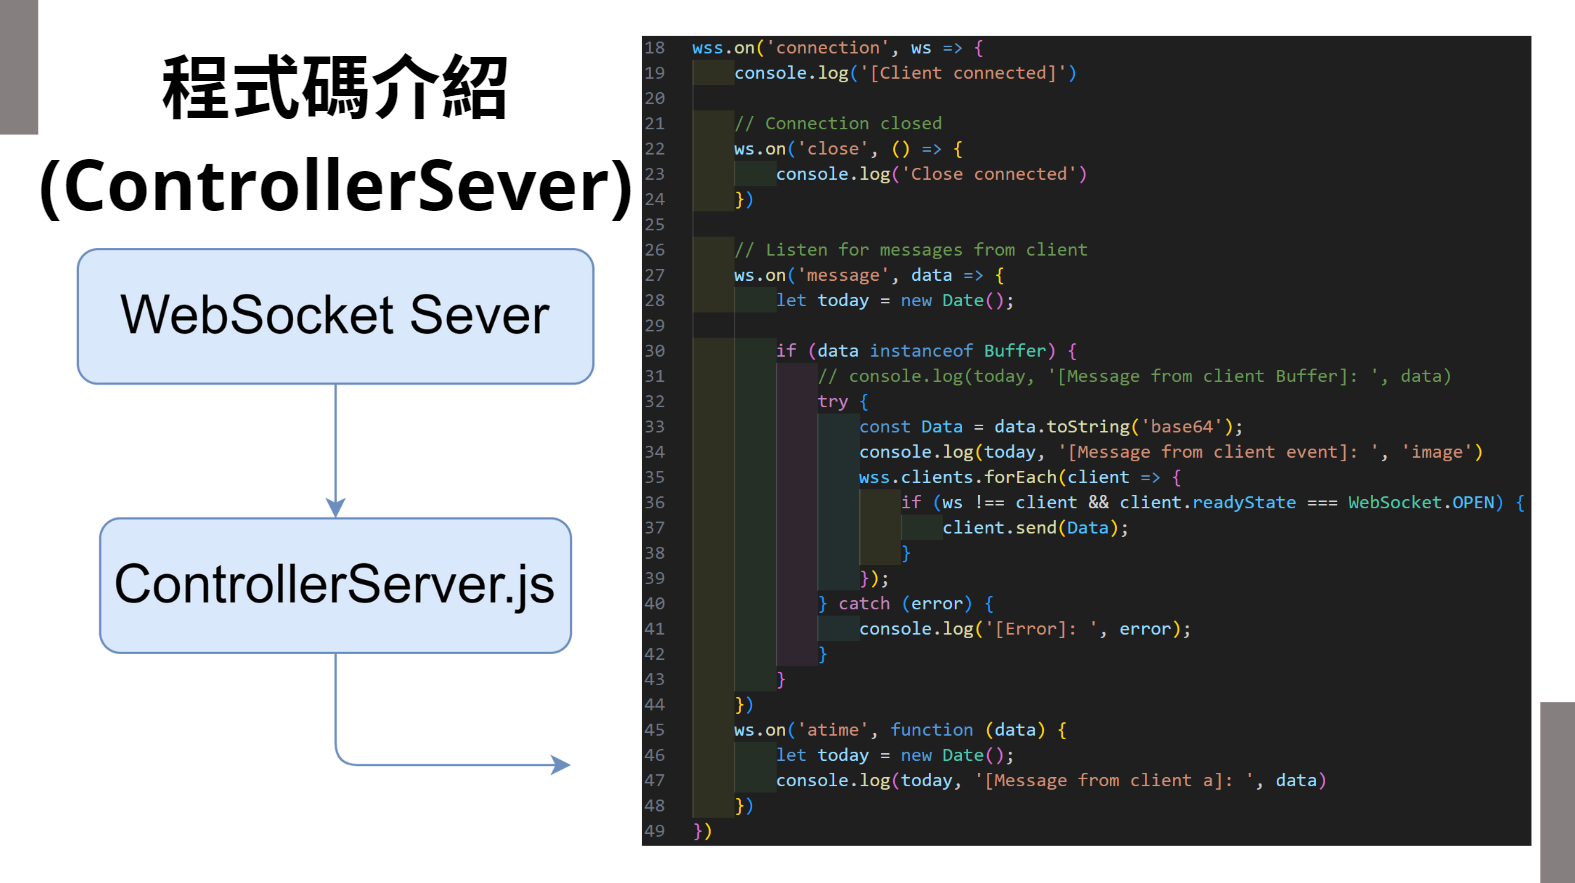 程式碼介紹
(ControllerSever)
WebSocket Sever
ControllerServer.js
18 wss.on('connection', ws => {
19 console.log('[Client connected]')
20
21 // Connection closed
22 ws.on('close', () => {
23 console.log('Close connected')
24 })
25
26 // Listen for messages from client
27 ws.on('message', data => {
28 let today = new Date();
29
30 if (data instanceof Buffer) {
31 // console.log(today, '[Message from client Buffer]: ', data)
32 try {
33 const Data = data.toString('base64');
34 console.log(today, '[Message from client event]: ', 'image')
35 wss.clients.forEach(client => {
36 if (ws !== client && client.readyState === WebSocket.OPEN) {
37 client.send(Data);
38 }
39 });
40 } catch (error) {
41 console.log('[Error]: ', error);
42 }
43 }
44 })
45 ws.on('atime', function (data) {
46 let today = new Date();
47 console.log(today, '[Message from client a]: ', data)
48 })
49 })